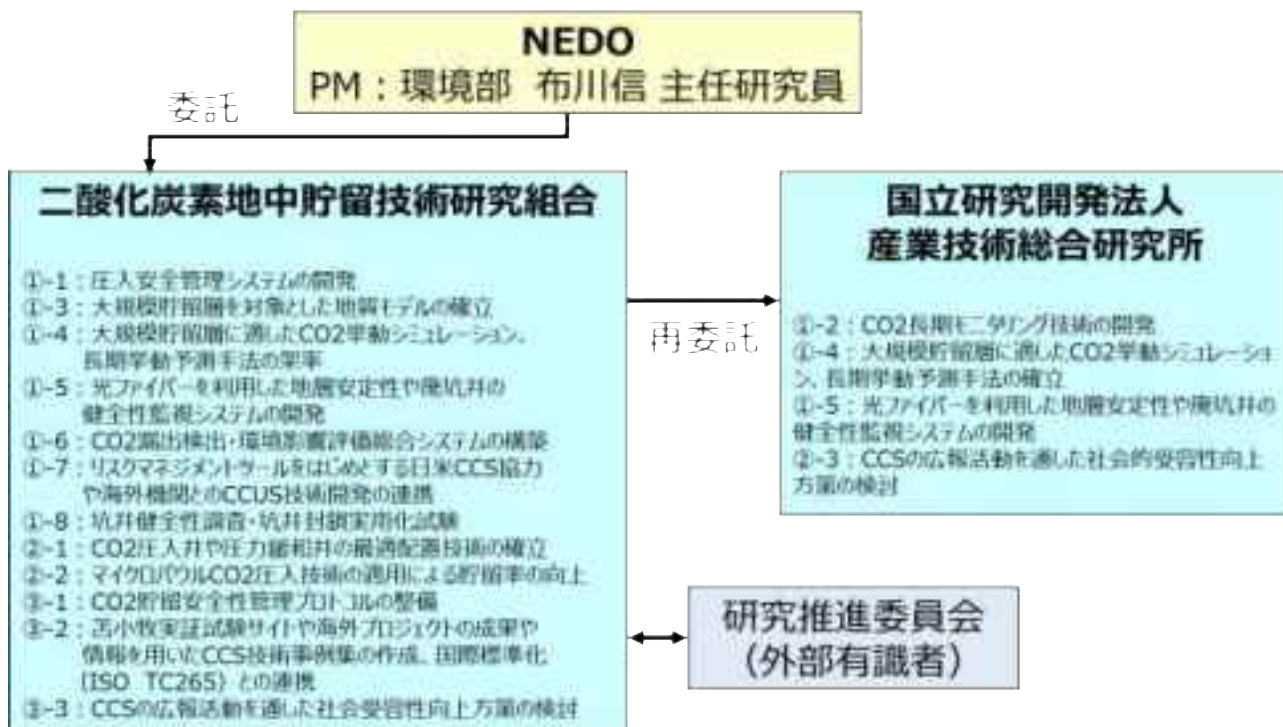 NEDO
PM：環境部 布川信 主任研究員
委託
二酸化炭素地中貯留技術研究組合
①-1：圧入安全管理システムの開発
①-3：大規模貯留層を対象とした地質モデルの確立
①-4：大規模貯留層に適したCO2挙動シミュレーション、
長期挙動予測手法の
①-5：光ファイバーを利用した地層安定性や廃坑井の
健全性監視システムの開発
①-6：CO2漏出検出・環境影響評価総合システムの構築
①-7：リスクマネジメントツールをはじめとする日米CCS協力
や海外機関とのCCUS技術開発の連携
①-8：坑井健全性調査・坑井封鎖実用化試験
②-1：CO2圧入井や圧力緩和井の最適配置技術の確立
②-2：マイクロバブルCO2圧入技術の適用による貯留率の向上
③-1：CO2貯留安全性管理プロトコルの整備
③-2：苫小牧実証試験サイトや海外プロジェクトの成果や
情報を用いたCCS技術事例集の作成、国際標準化
(ISO TC265) との連携
③-3：CCSの広報活動を通した社会受容性向上方策の検討
再委託
国立研究開発法人
産業技術総合研究所
①-2：CO2長期モニタリング技術の開発
①-4：大規模貯留層に適したCO2挙動シミュレーショ
ン、長期挙動予測手法の確立
①-5：光ファイバーを利用した地層安定性や廃坑井の
健全性監視システムの開発
③-3：CCSの広報活動を通した社会的受容性向上
方策の検討
研究推進委員会
（外部有識者）